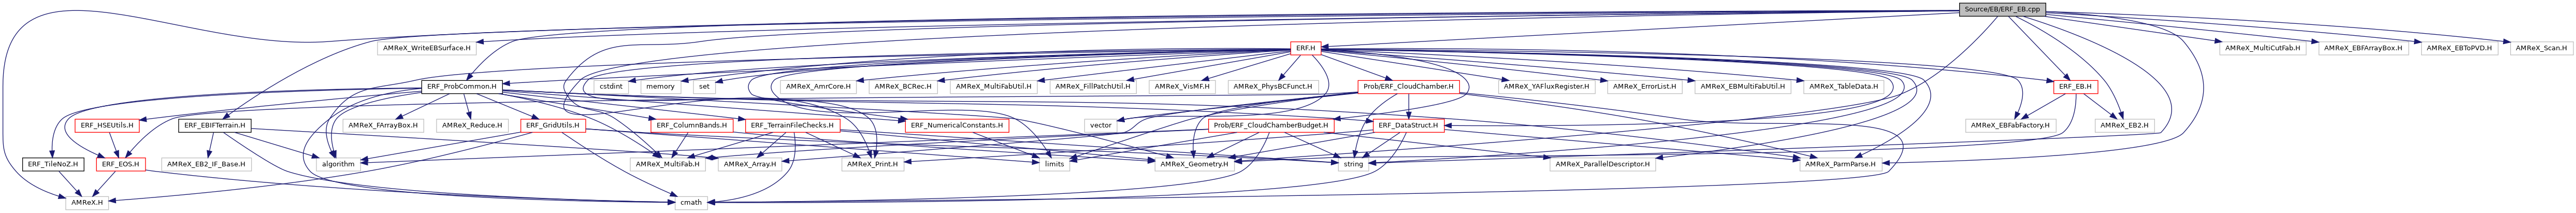 Source/EB/ERF_EB.cpp
AMReX_WriteEBSurface.H
ERF.H
AMReX_MultiCutFab.H
AMReX_EBFArrayBox.H
AMReX_EBToPVD.H
AMReX_Scan.H
ERF_ProbCommon.H
cstdint
memory
set
AMReX_AmrCore.H
AMReX_BCRec.H
AMReX_MultiFabUtil.H
AMReX_FillPatchUtil.H
AMReX_VisMF.H
AMReX_PhysBCFunct.H
Prob/ERF_CloudChamber.H
AMReX_YAFluxRegister.H
AMReX_ErrorList.H
AMReX_EBMultiFabUtil.H
AMReX_TableData.H
ERF_EB.H
ERF_HSEUtils.H
ERF_EBIFTerrain.H
AMReX_FArrayBox.H
AMReX_Reduce.H
ERF_GridUtils.H
ERF_ColumnBands.H
ERF_TerrainFileChecks.H
ERF_NumericalConstants.H
vector
Prob/ERF_CloudChamberBudget.H
ERF_DataStruct.H
AMReX_EBFabFactory.H
AMReX_EB2.H
ERF_TileNoZ.H
ERF_EOS.H
AMReX_EB2_IF_Base.H
algorithm
AMReX_MultiFab.H
AMReX_Array.H
AMReX_Print.H
limits
AMReX_Geometry.H
string
AMReX_ParallelDescriptor.H
AMReX_ParmParse.H
AMReX.H
cmath